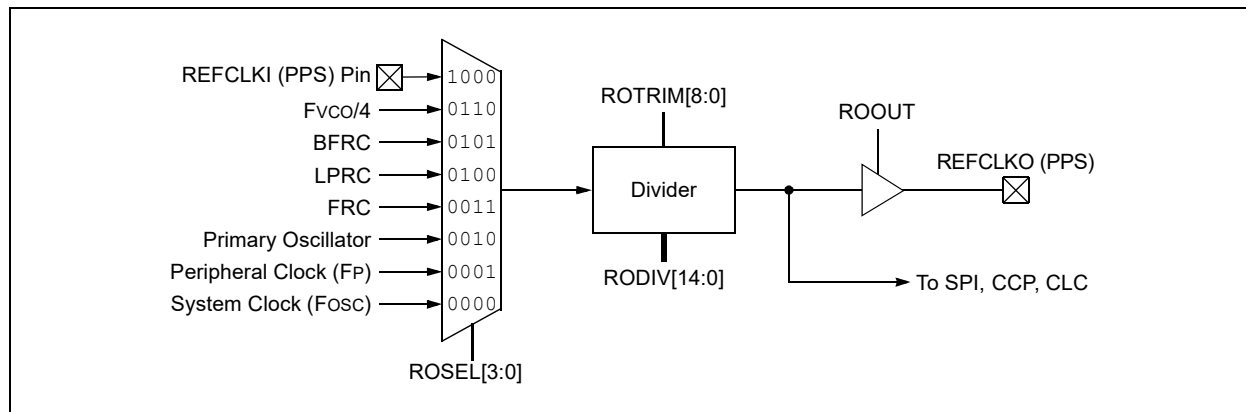 REFCLKI (PPS) Pin 1000
FVCO/4 0110
BFRC 0101
LPRC 0100
FRC 0011
Primary Oscillator 0010
Peripheral Clock (FP) 0001
System Clock (FOSC) 0000
ROSEL[3:0]
ROTRIM[8:0]
Divider
RODIV[14:0]
ROOUT
REFCLKO (PPS)
To SPI, CCP, CLC